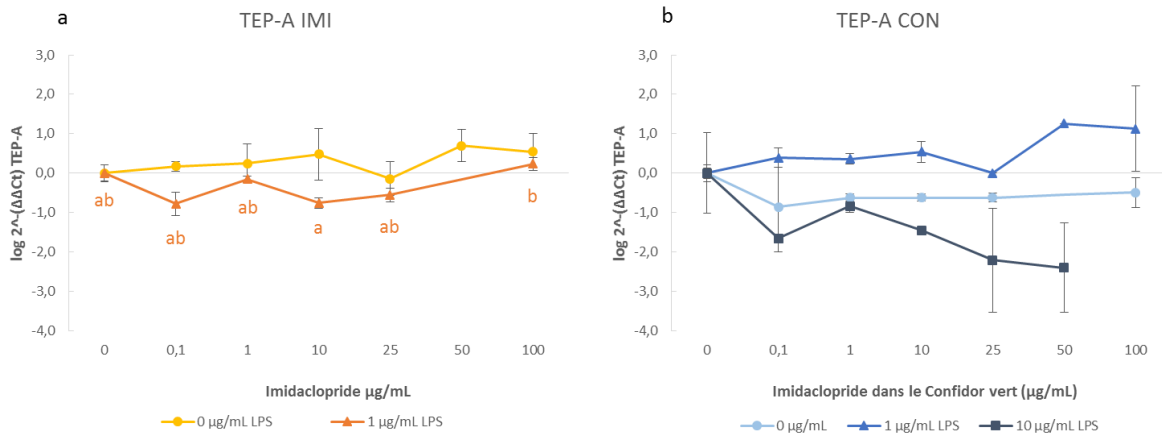 a
TEP-A IMI
3,0
2,0
1,0
0,0
-1,0
-2,0
-3,0
-4,0
log 2^-(ΔΔCt) TEP-A
ab
ab
ab
a
ab
b
0
0,1
1
10
25
50
100
Imidaclopride µg/mL
0 µg/mL LPS
1 µg/mL LPS
b
TEP-A CON
3,0
2,0
1,0
0,0
-1,0
-2,0
-3,0
-4,0
log 2^-(ΔΔCt) TEP-A
0
0,1
1
10
25
50
100
Imidaclopride dans le Confidor vert (µg/mL)
0 µg/mL
1 µg/mL LPS
10 µg/mL LPS